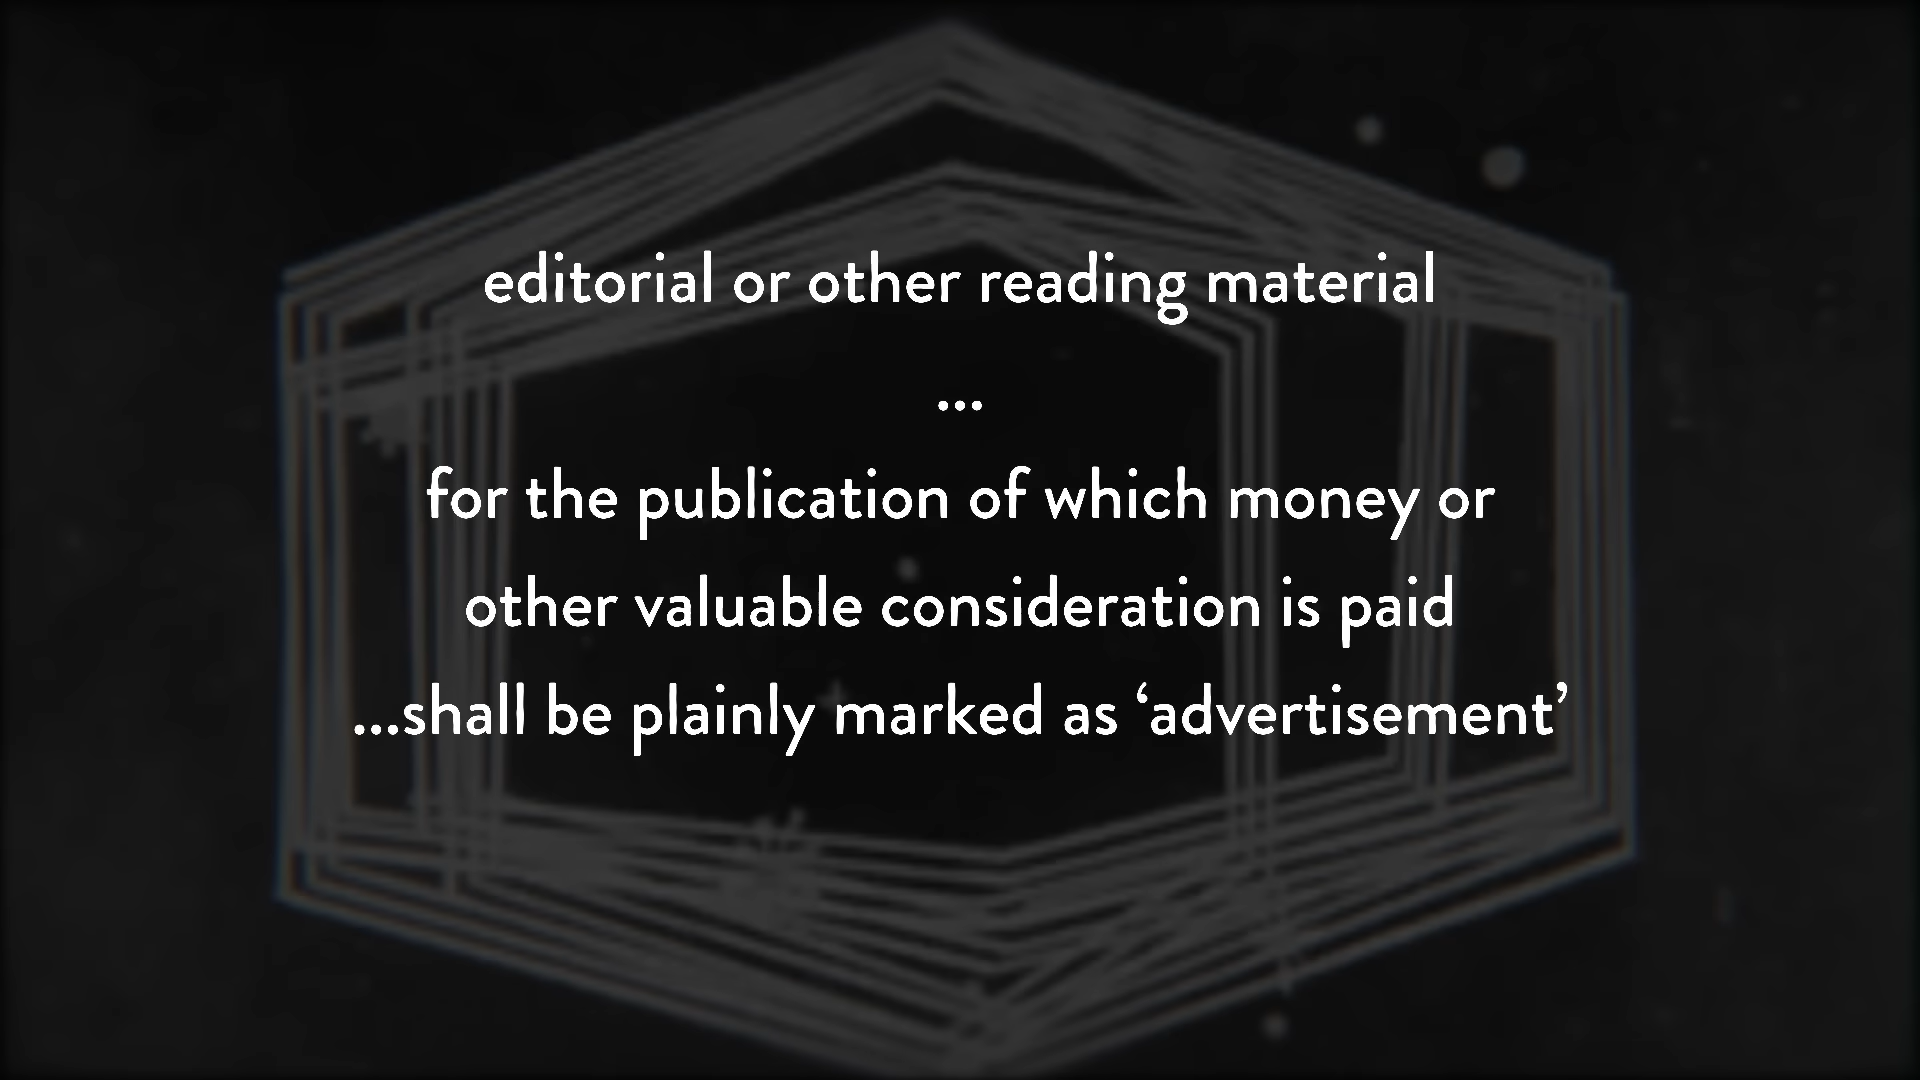 editorial or other reading material
...
for the publication of which money or
other valuable consideration is paid
...shall be plainly marked as ‘advertisement’